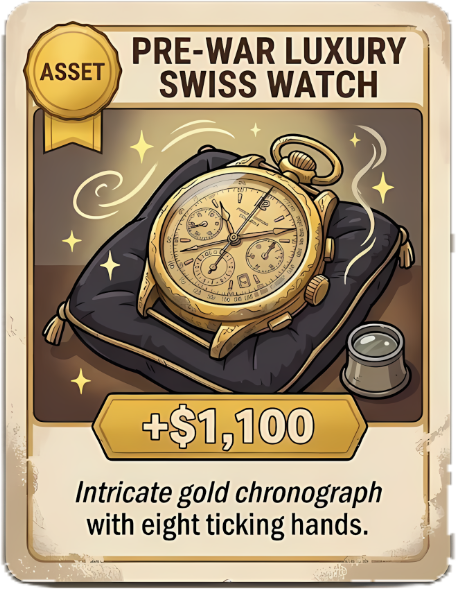 ASSET
PRE-WAR LUXURY
SWISS WATCH
+$1,100
Intricate gold chronograph
with eight ticking hands.